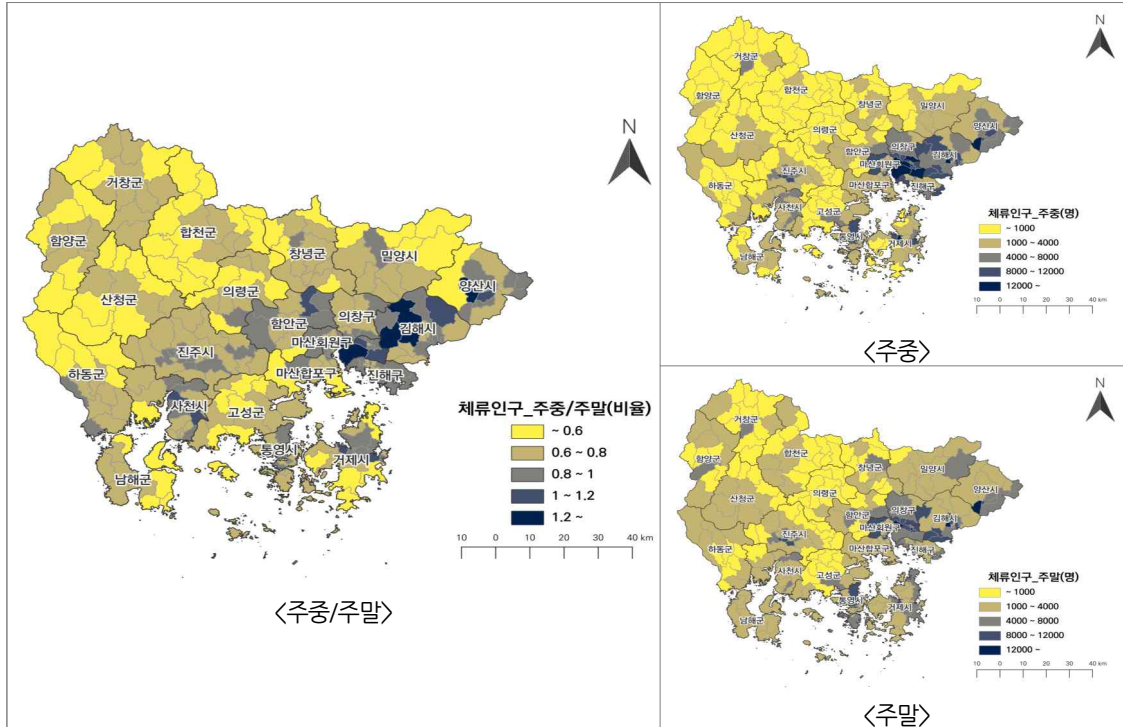 N
거창군
함양군
합천군
창녕군
밀양시
산청군
의령군
양산시
함안군
의창구
김해시
마산회원구
진주시
하동군
마산합포구
진해구
사천시
고성군
통영시
거제시
남해군
체류인구_주중/주말(비율)
~ 0.6
0.6 ~ 0.8
0.8 ~ 1
1 ~ 1.2
1.2 ~
10 0 10 20 30 40 km
<주중/주말>
N
거창군
함양군
합천군
창녕군
밀양시
산청군
의령군
양산시
함안군
의창구
김해시
마산회원구
진주시
하동군
마산합포구
진해구
사천시
고성군
통영시
거제시
남해군
체류인구_주중(명)
~ 1000
1000 ~ 4000
4000 ~ 8000
8000 ~ 12000
12000 ~
10 0 10 20 30 40 km
<주중>
N
거창군
함양군
합천군
창녕군
밀양시
산청군
의령군
양산시
함안군
의창구
김해시
마산회원구
진주시
하동군
마산합포구
진해구
사천시
고성군
통영시
거제시
남해군
체류인구_주말(명)
~ 1000
1000 ~ 4000
4000 ~ 8000
8000 ~ 12000
12000 ~
10 0 10 20 30 40 km
<주말>